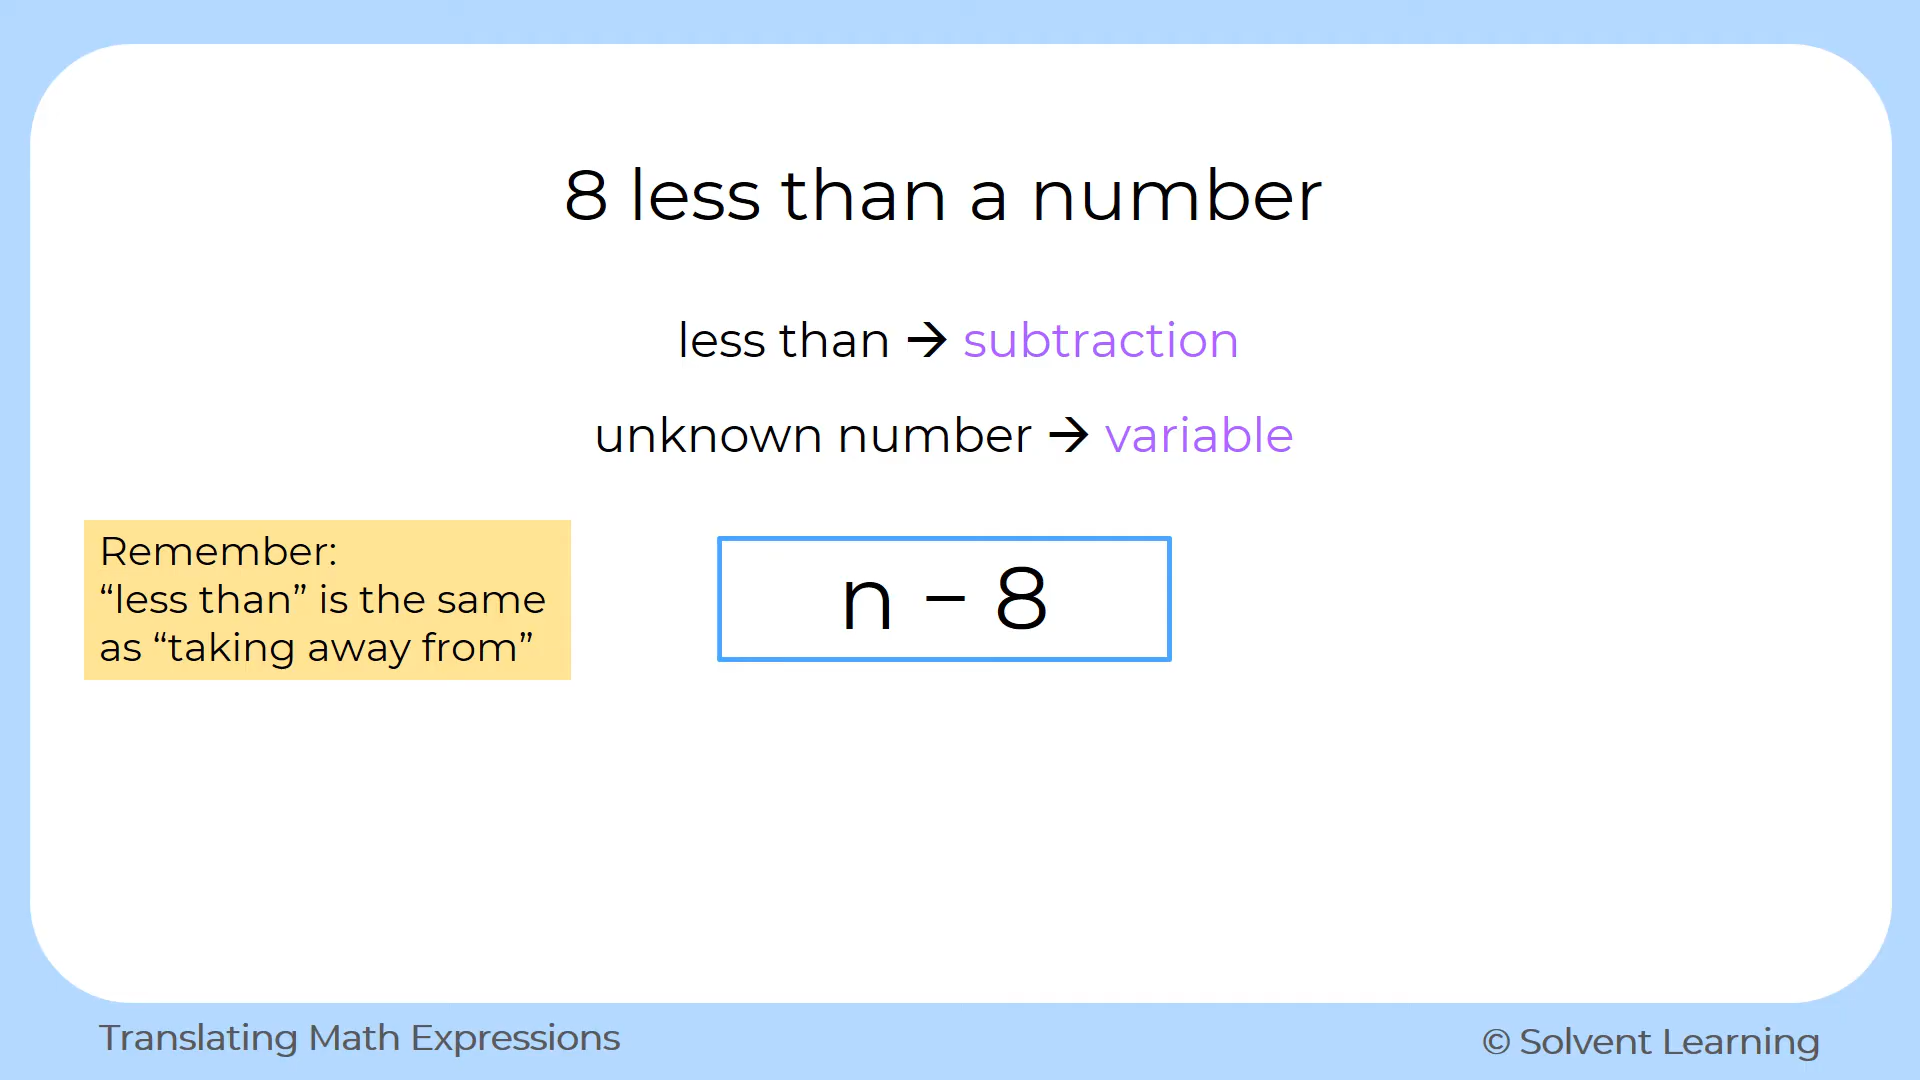 8 less than a number
less than → subtraction
unknown number → variable
Remember:
“less than” is the same
as “taking away from”
n − 8
Translating Math Expressions
© Solvent Learning